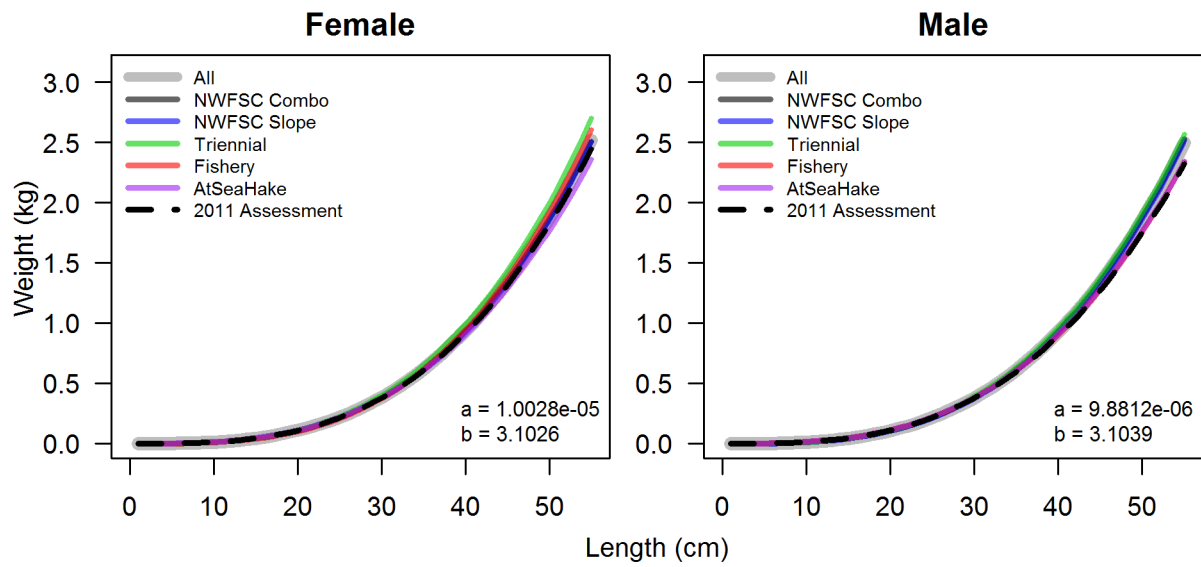 Female
Weight (kg)
3.0
2.5
2.0
1.5
1.0
0.5
0.0
All
NWFSC Combo
NWFSC Slope
Triennial
Fishery
AtSeaHake
2011 Assessment
a = 1.0028e-05
b = 3.1026
0 10 20 30 40 50
Male
3.0
2.5
2.0
1.5
1.0
0.5
0.0
All
NWFSC Combo
NWFSC Slope
Triennial
Fishery
AtSeaHake
2011 Assessment
a = 9.8812e-06
b = 3.1039
0 10 20 30 40 50
Length (cm)